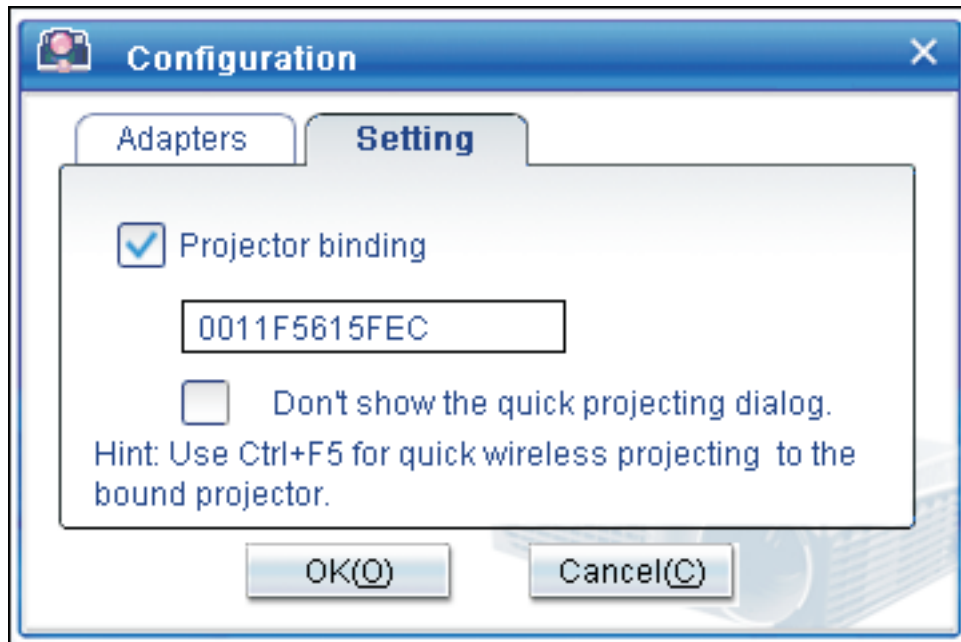 Configuration
Adapters
Setting
Projector binding
0011F5615FEC
Don't show the quick projecting dialog.
Hint: Use Ctrl+F5 for quick wireless projecting to the
bound projector.
OK(O)
Cancel(C)